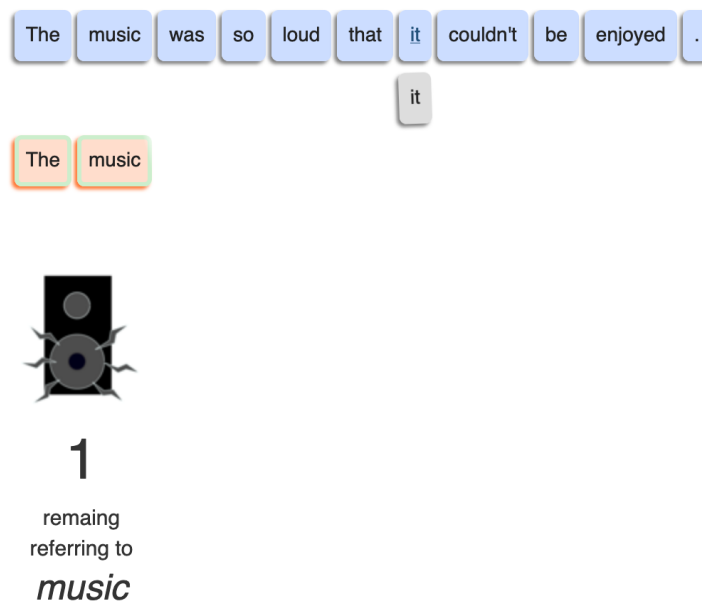 The music was so loud that it couldn't be enjoyed .
it
The music
1
remaing
referring to
music